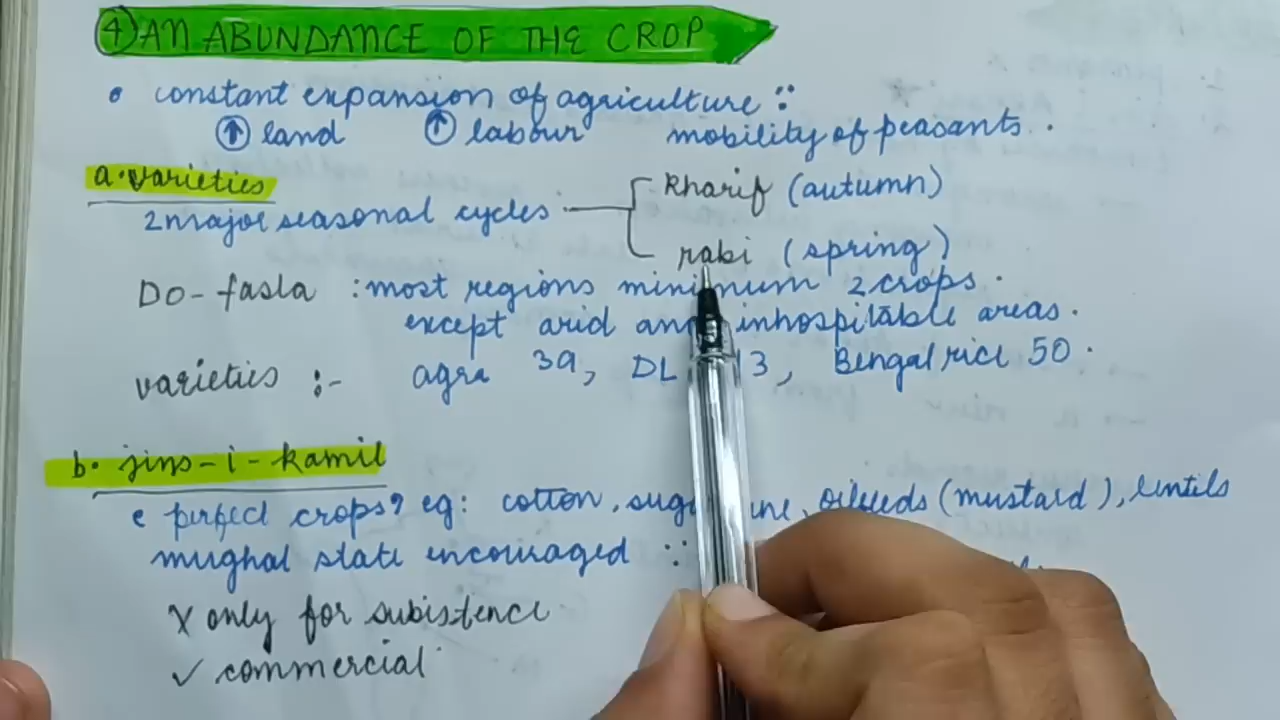 ④ AN ABUNDANCE OF THE CROP
• constant expansion of agriculture ∵
↑ land ↑ labour mobility of peasants .
a. varieties
2 major seasonal cycles
Kharif (autumn)
rabi (spring)
DO - fasla : most regions minimum 2 crops .
except arid and inhospitable areas .
varieties :- agra 39, DL 3, Bengal rice 50 .
b. jins - i - kamil
perfect crops? eg: cotton, oilseeds (mustard), lentils
mughal state encouraged ∵
x only for subistence
✓ commercial